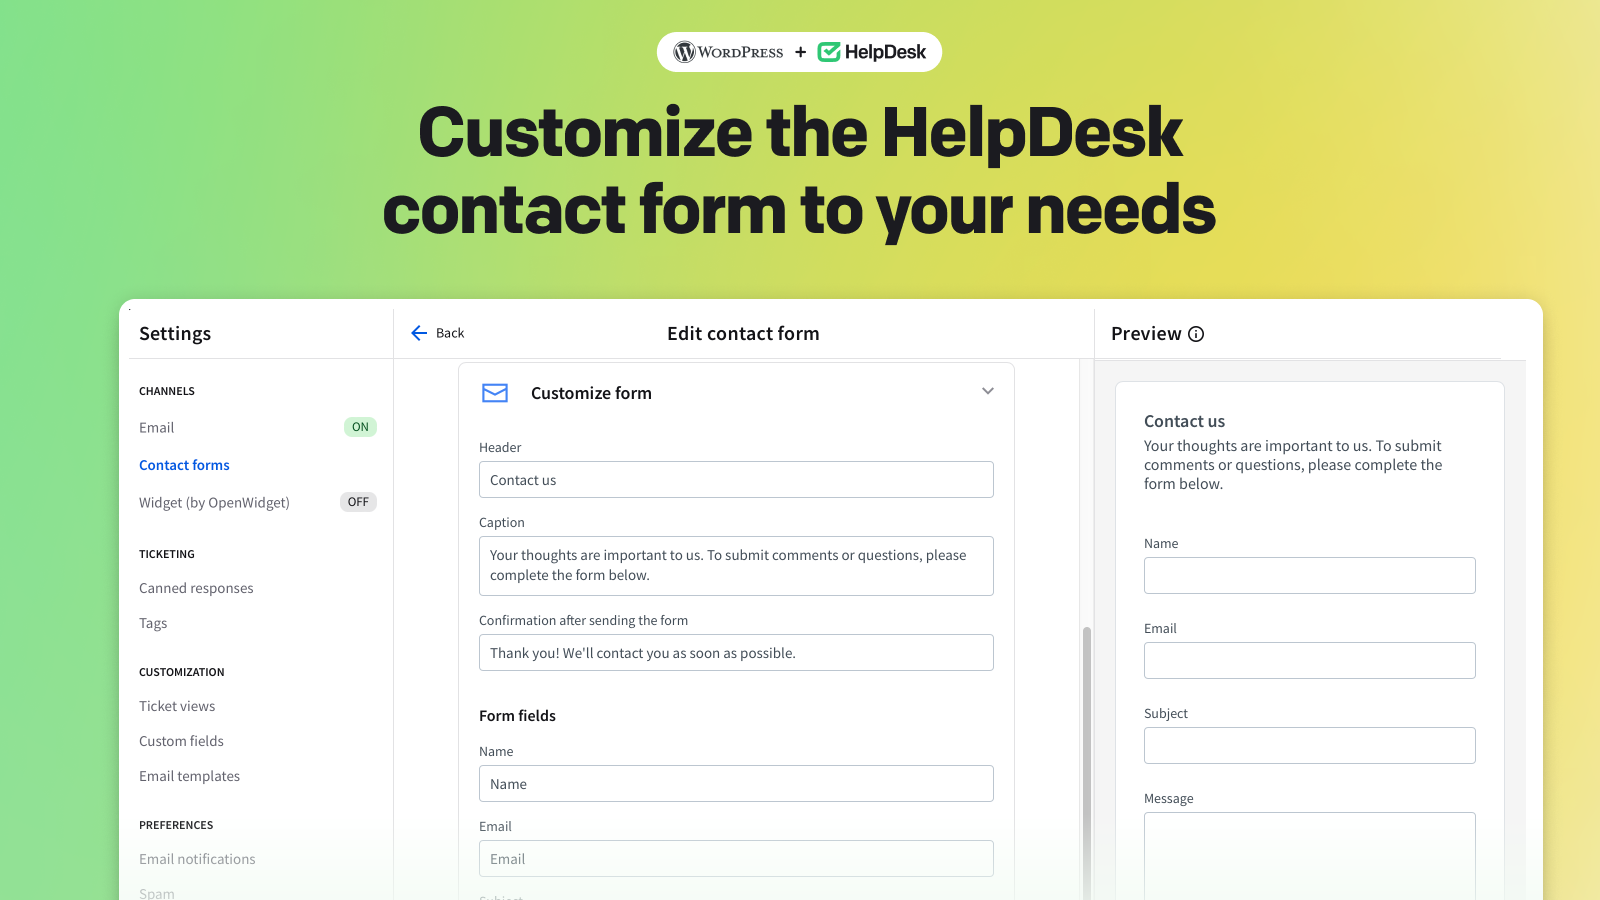 WORDPRESS + HelpDesk
Customize the HelpDesk
contact form to your needs
Settings
CHANNELS
Email ON
Contact forms
Widget (by OpenWidget) OFF
TICKETING
Canned responses
Tags
CUSTOMIZATION
Ticket views
Custom fields
Email templates
PREFERENCES
Email notifications
Spam
Back
Edit contact form
Customize form
Header
Contact us
Caption
Your thoughts are important to us. To submit comments or questions, please
complete the form below.
Confirmation after sending the form
Thank you! We'll contact you as soon as possible.
Form fields
Name
Name
Email
Email
Subject
Preview
Contact us
Your thoughts are important to us. To submit
comments or questions, please complete the
form below.
Name
Email
Subject
Message